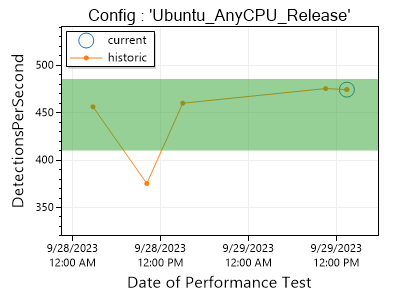 Config : 'Ubuntu_AnyCPU_Release'
current
historic
DetectionsPerSecond
500
450
400
350
9/28/2023 9/28/2023 9/29/2023 9/29/2023
12:00 AM 12:00 PM 12:00 AM 12:00 PM
Date of Performance Test